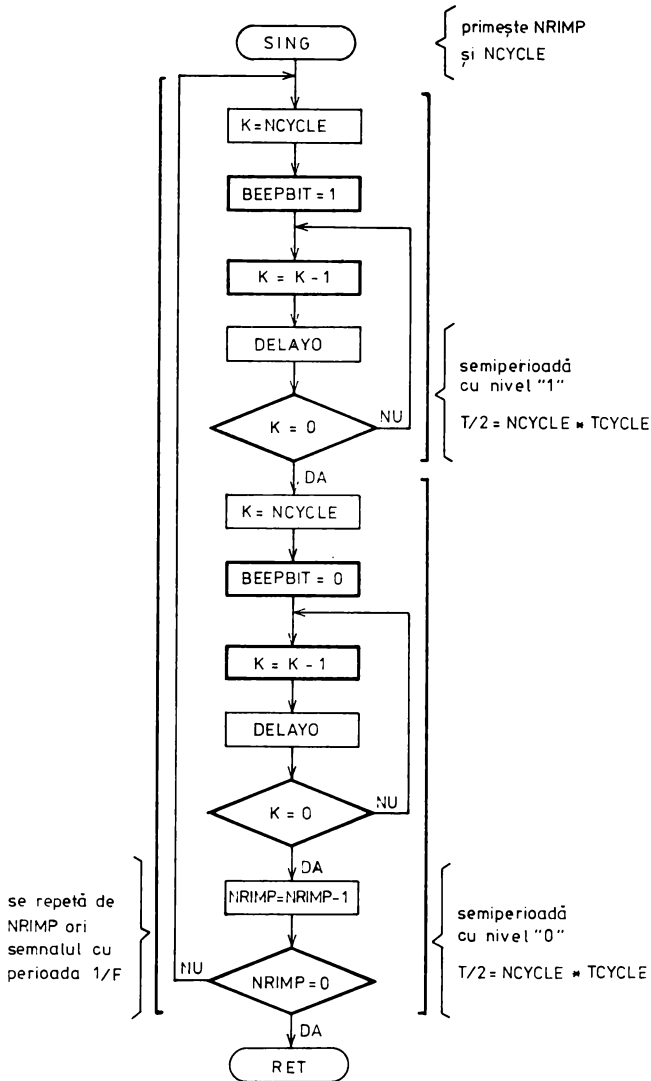 SING
primește NRIMP
și NCYCLE
K=NCYCLE
BEEPBIT = 1
K = K - 1
DELAYO
K = 0
NU
semiperioadă
cu nivel "1"
T/2 = NCYCLE * TCYCLE
DA
K = NCYCLE
BEEPBIT = 0
K = K - 1
DELAYO
K = 0
NU
DA
NRIMP=NRIMP-1
se repetă de
NRIMP ori
semnalul cu
perioada 1/F
semiperioadă
cu nivel "0"
T/2 = NCYCLE * TCYCLE
NU
NRIMP=0
DA
RET